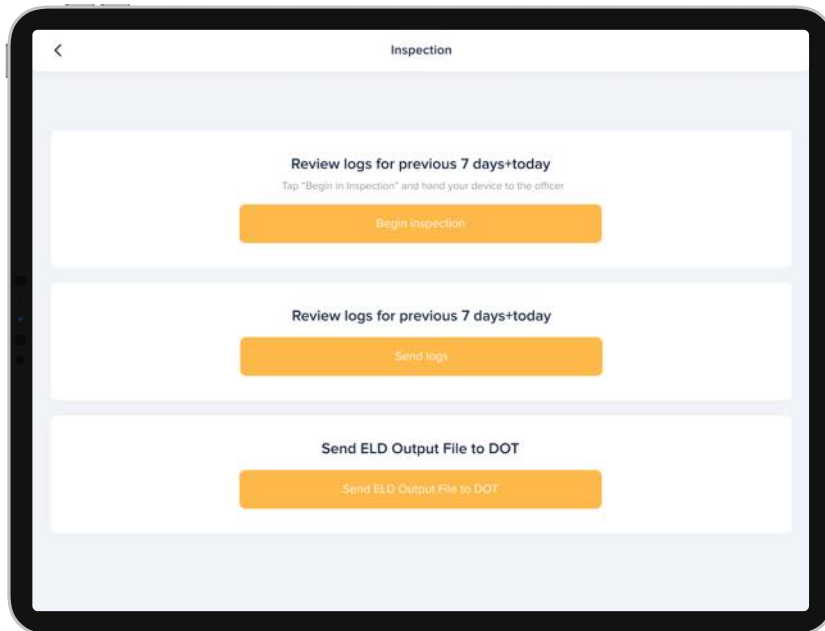 Inspection
Review logs for previous 7 days+today
Tap "Begin in Inspection" and hand your device to the officer
Begin inspection
Review logs for previous 7 days+today
Send logs
Send ELD Output File to DOT
Send ELD Output File to DOT